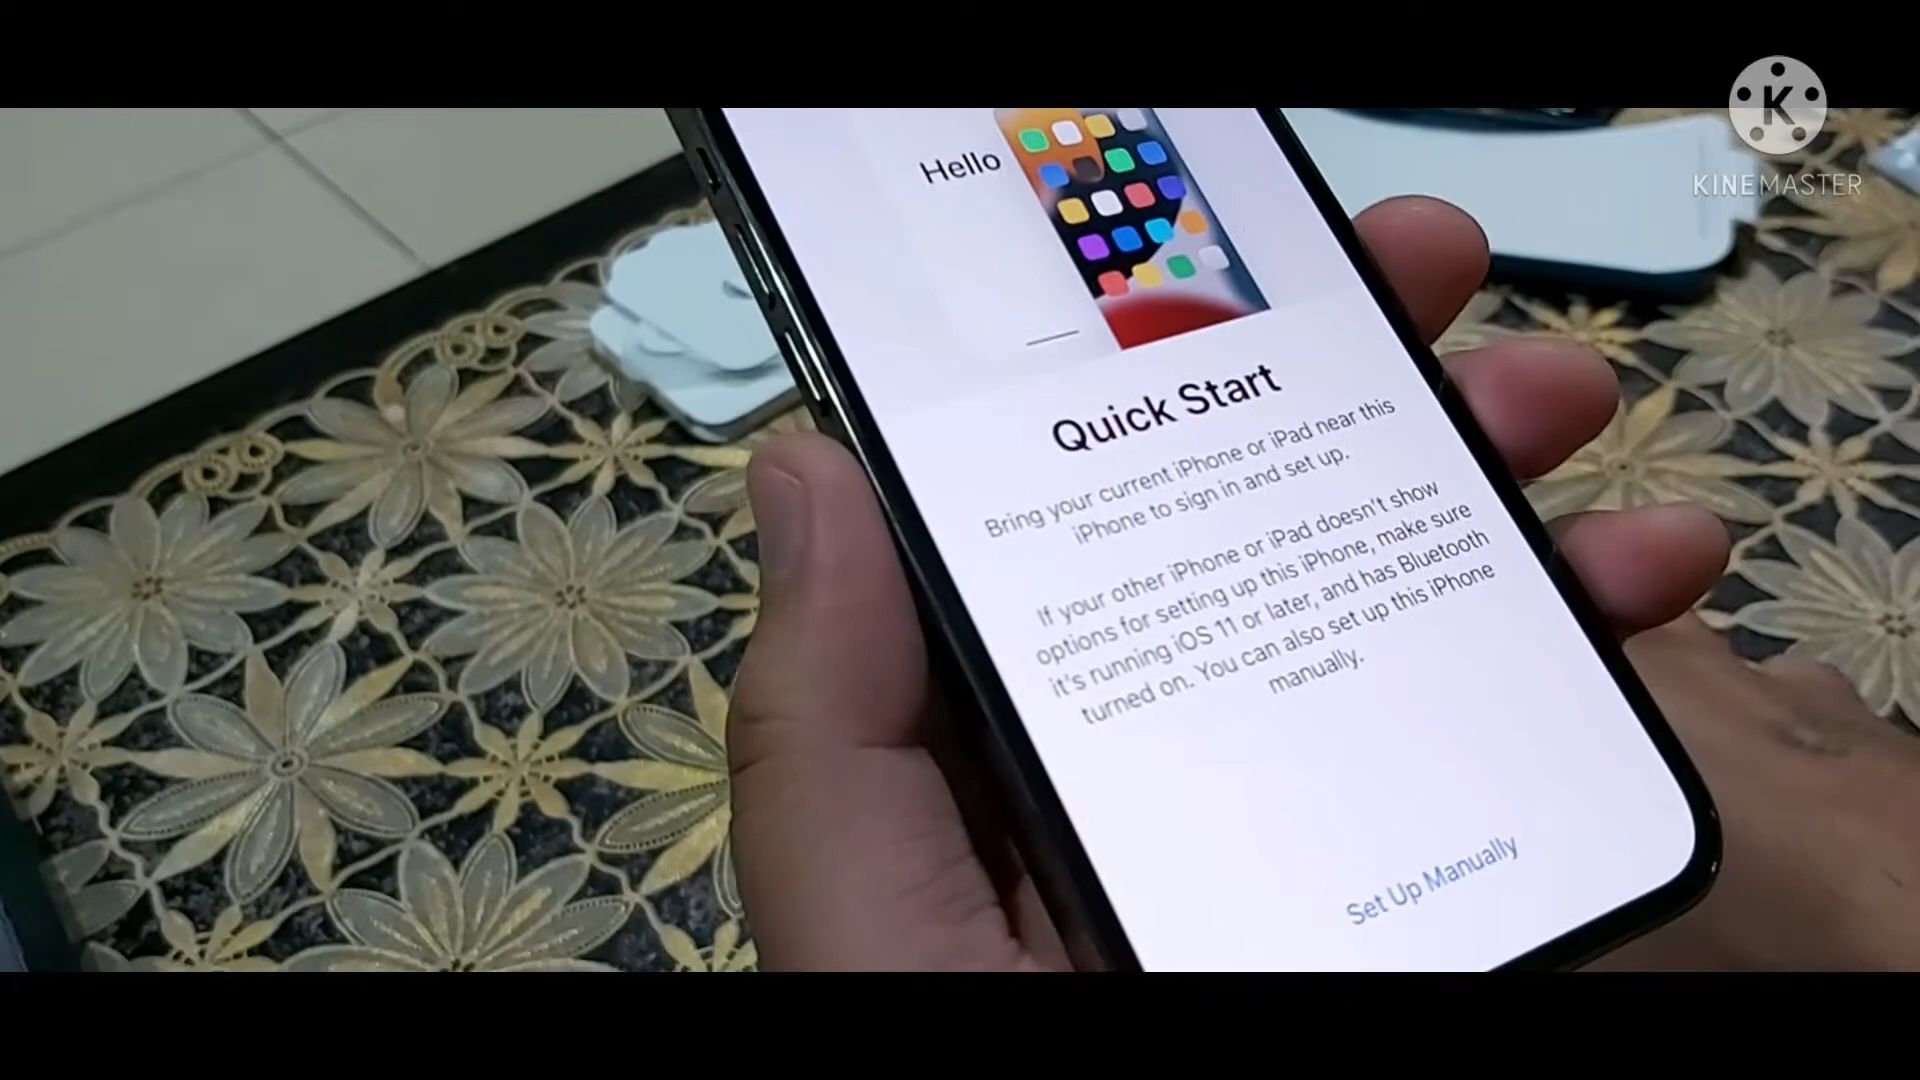 K
KINEMASTER
Hello
Quick Start
Bring your current iPhone or iPad near this
iPhone to sign in and set up.
If your other iPhone or iPad doesn't show
options for setting up this iPhone, make sure
it's running iOS 11 or later, and has Bluetooth
turned on. You can also set up this iPhone
manually.
Set Up Manually